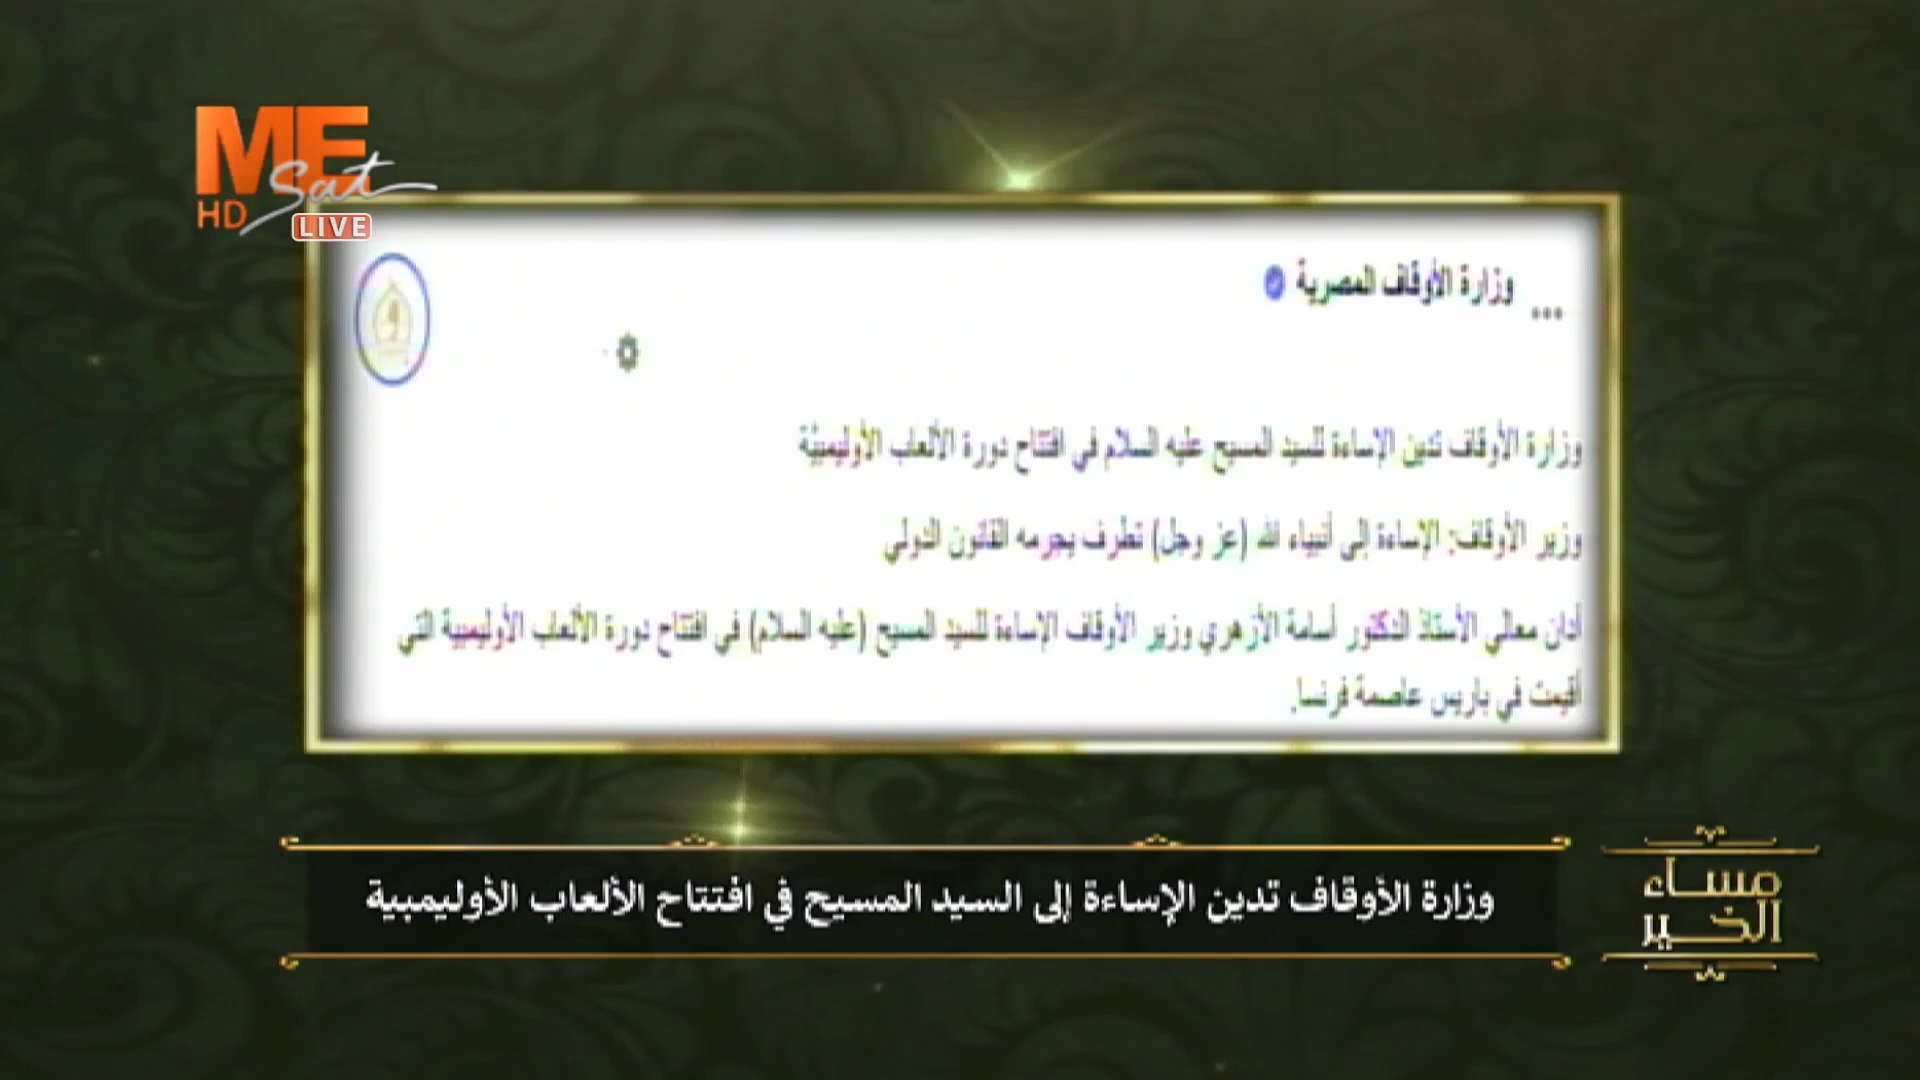 ME
Sat
HD
LIVE
وزارة الأوقاف المصرية
وزارة الأوقاف تدين الإساءة للسيد المسيح عليه السلام في افتتاح دورة الألعاب الأوليمبيَّة
وزير الأوقاف: الإساءة إلى أنبياء الله (عز وجل) تطرف يجرمه القانون الدولي
أدان معالي الأستاذ الدكتور أسامة الأزهري وزير الأوقاف الإساءة للسيد المسيح (عليه السلام) في افتتاح دورة الألعاب الأوليمبية التي
أقيمت في باريس عاصمة فرنسا.
وزارة الأوقاف تدين الإساءة إلى السيد المسيح في افتتاح الألعاب الأوليمبية
مساء
الخير